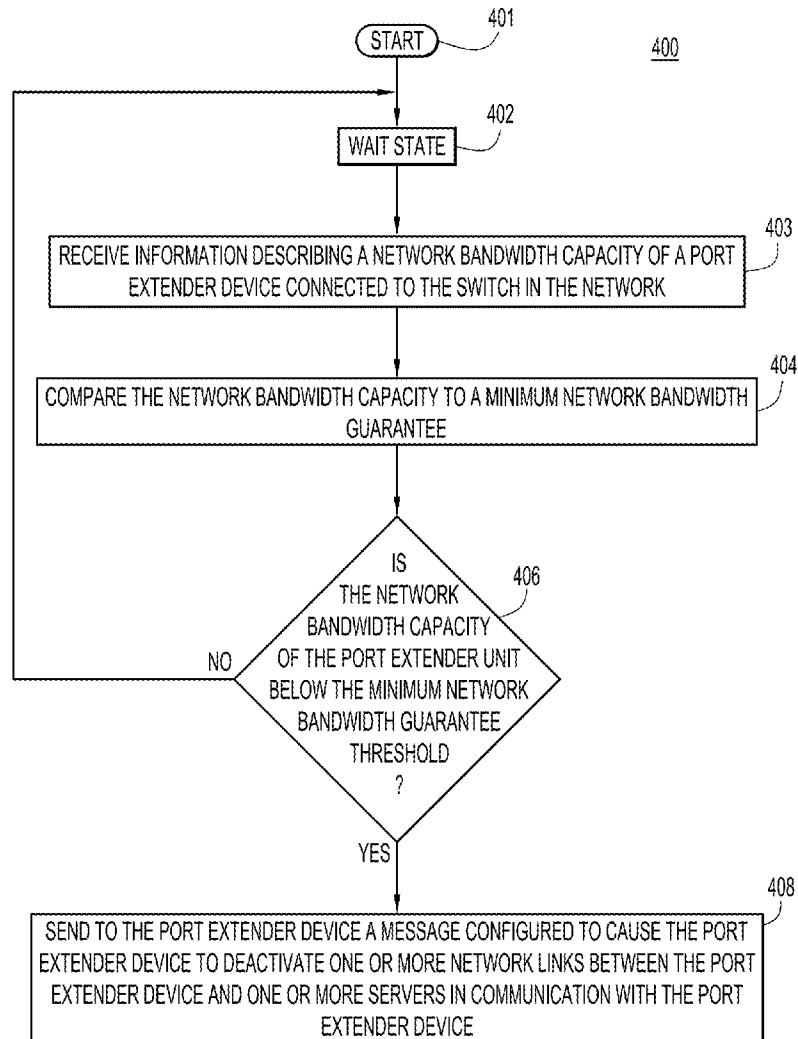 START
401
400
WAIT STATE
402
RECEIVE INFORMATION DESCRIBING A NETWORK BANDWIDTH CAPACITY OF A PORT
EXTENDER DEVICE CONNECTED TO THE SWITCH IN THE NETWORK
403
COMPARE THE NETWORK BANDWIDTH CAPACITY TO A MINIMUM NETWORK BANDWIDTH
GUARANTEE
404
IS
THE NETWORK
BANDWIDTH CAPACITY
OF THE PORT EXTENDER UNIT
BELOW THE MINIMUM NETWORK
BANDWIDTH GUARANTEE
THRESHOLD
?
406
NO
YES
SEND TO THE PORT EXTENDER DEVICE A MESSAGE CONFIGURED TO CAUSE THE PORT
EXTENDER DEVICE TO DEACTIVATE ONE OR MORE NETWORK LINKS BETWEEN THE PORT
EXTENDER DEVICE AND ONE OR MORE SERVERS IN COMMUNICATION WITH THE PORT
EXTENDER DEVICE
408